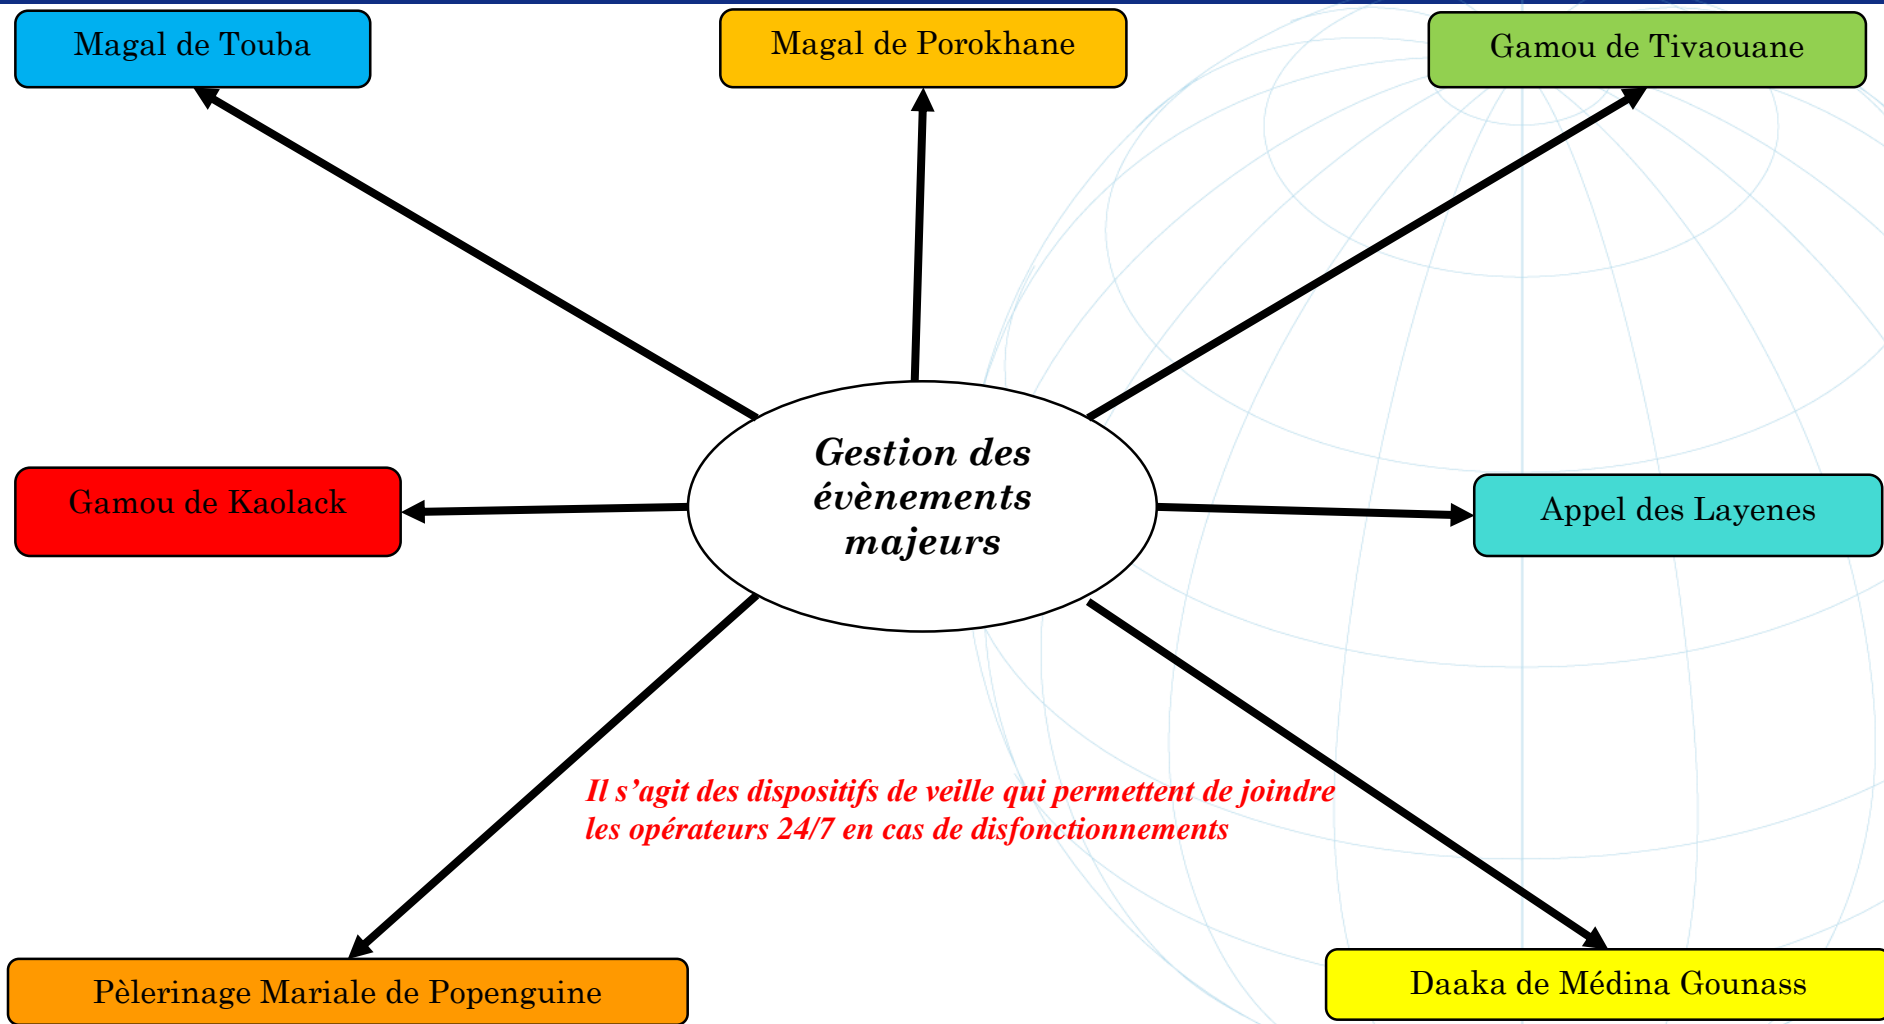 Magal de Touba
Magal de Porokhane
Gamou de Tivaouane
Gestion des
évènements
majeurs
Gamou de Kaolack
Appel des Layenes
Il s’agit des dispositifs de veille qui permettent de joindre
les opérateurs 24/7 en cas de disfonctionnements
Pèlerinage Mariale de Popenguine
Daaka de Médina Gounass